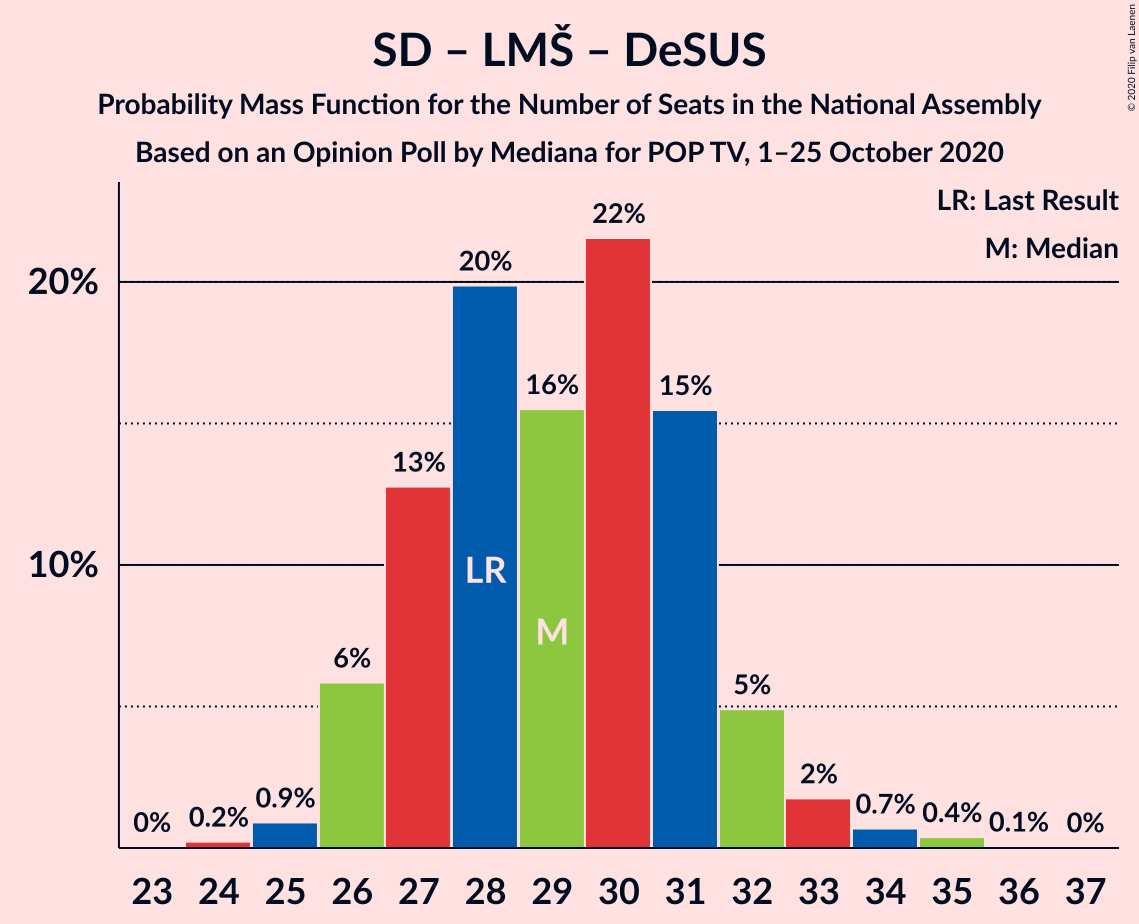 SD – LMŠ – DeSUS
Probability Mass Function for the Number of Seats in the National Assembly
Based on an Opinion Poll by Mediana for POP TV, 1–25 October 2020
© 2020 Filip van Laenen
LR: Last Result
M: Median
20%
10%
0%
0.2%
0.9%
6%
13%
20%
16%
22%
15%
5%
2%
0.7%
0.4%
0.1%
0%
LR
M
23 24 25 26 27 28 29 30 31 32 33 34 35 36 37